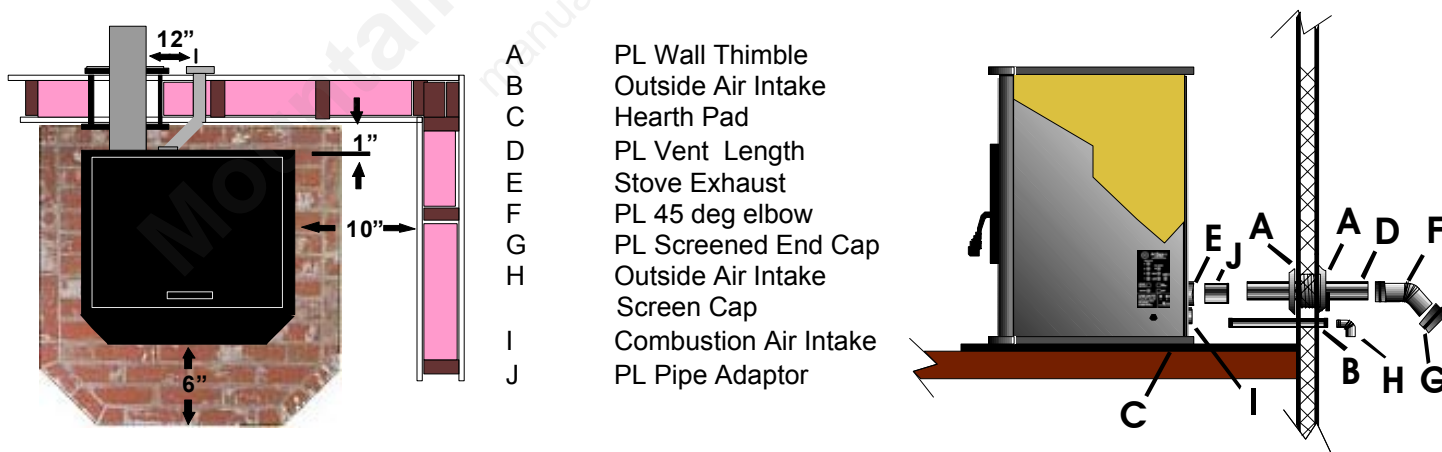 12”
1”
10”
6”
A PL Wall Thimble
B Outside Air Intake
C Hearth Pad
D PL Vent Length
E Stove Exhaust
F PL 45 deg elbow
G PL Screened End Cap
H Outside Air Intake
Screen Cap
I Combustion Air Intake
J PL Pipe Adaptor
E J A A D F
B H G
C I